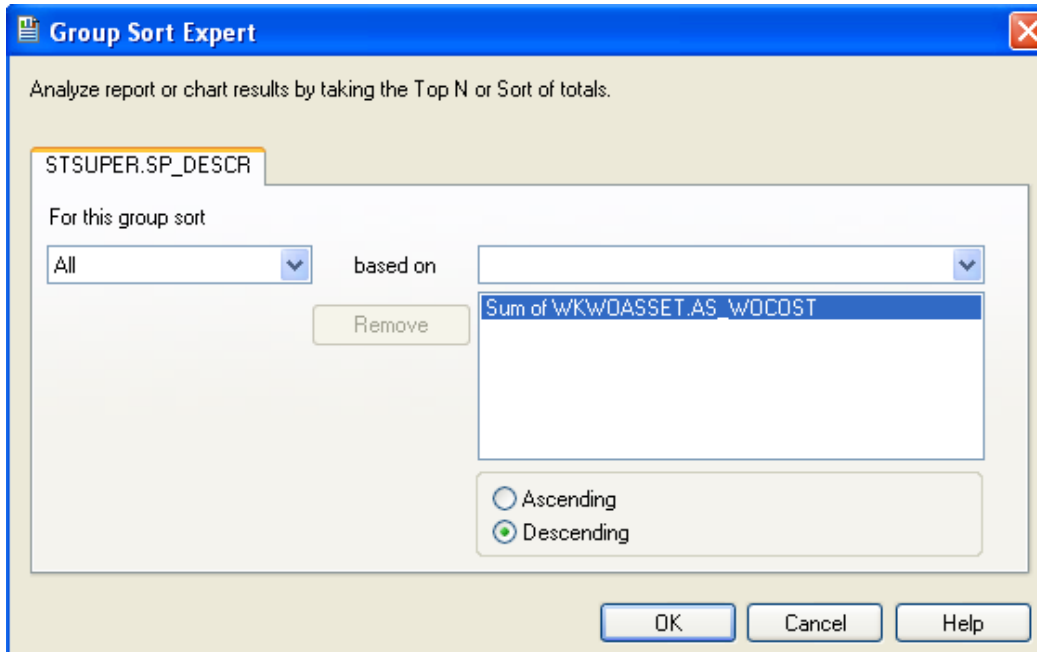 Group Sort Expert
Analyze report or chart results by taking the Top N or Sort of totals.
STSUPER.SP_DESCR
For this group sort
All
based on
Remove
Sum of WKWOASSET.AS_WOCOST
Ascending
Descending
OK
Cancel
Help